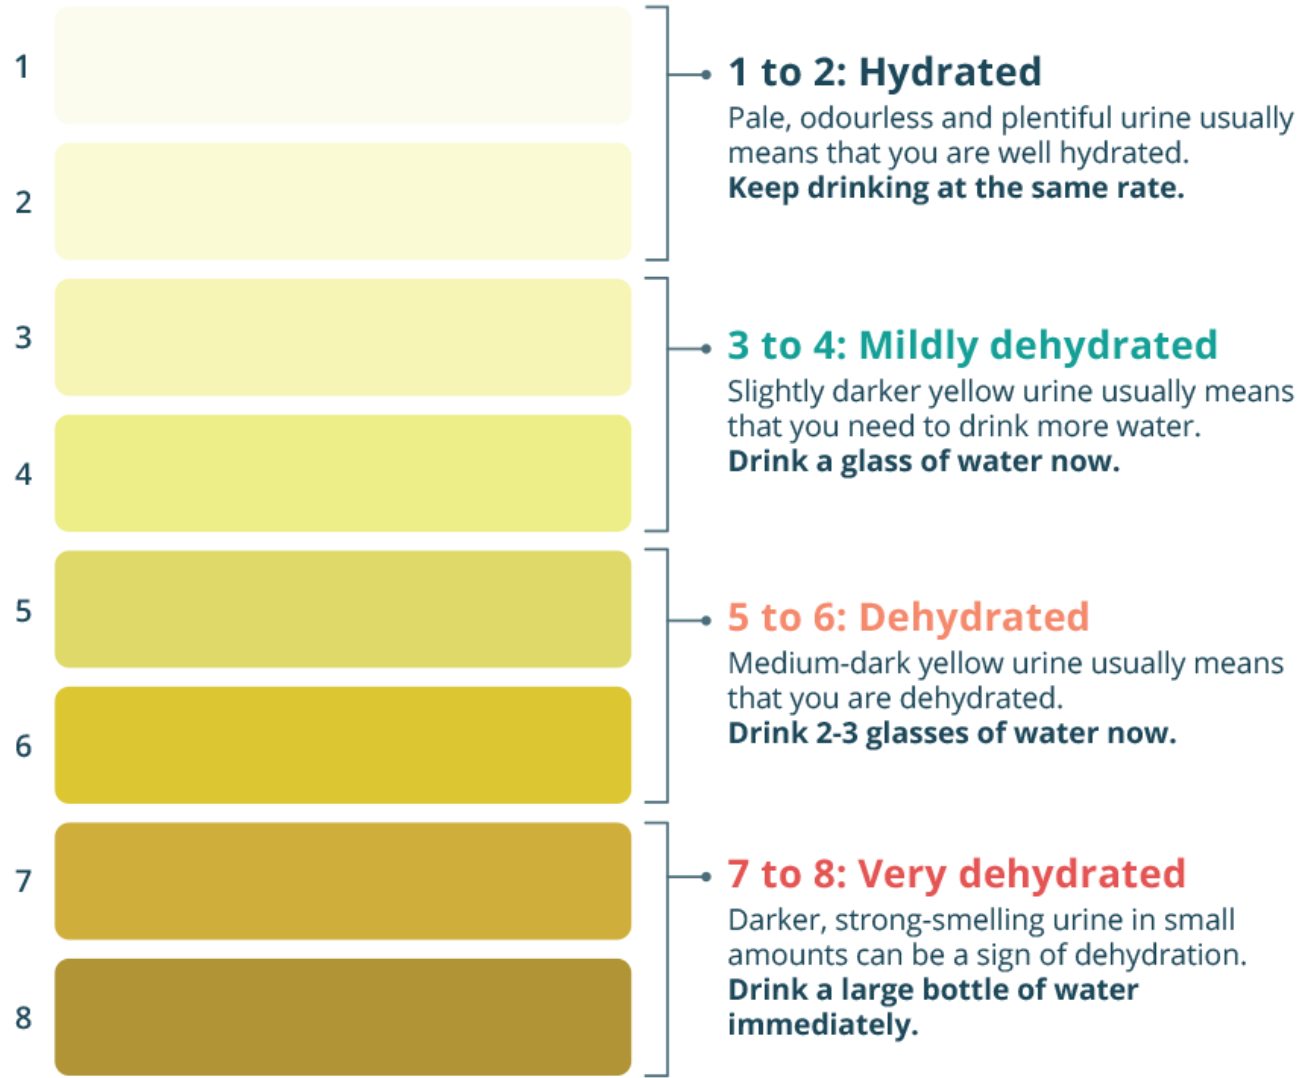 1
1 to 2: Hydrated
Pale, odourless and plentiful urine usually
means that you are well hydrated.
Keep drinking at the same rate.
2
3
3 to 4: Mildly dehydrated
Slightly darker yellow urine usually means
that you need to drink more water.
Drink a glass of water now.
4
5
5 to 6: Dehydrated
Medium-dark yellow urine usually means
that you are dehydrated.
Drink 2-3 glasses of water now.
6
7
7 to 8: Very dehydrated
Darker, strong-smelling urine in small
amounts can be a sign of dehydration.
Drink a large bottle of water
immediately.
8